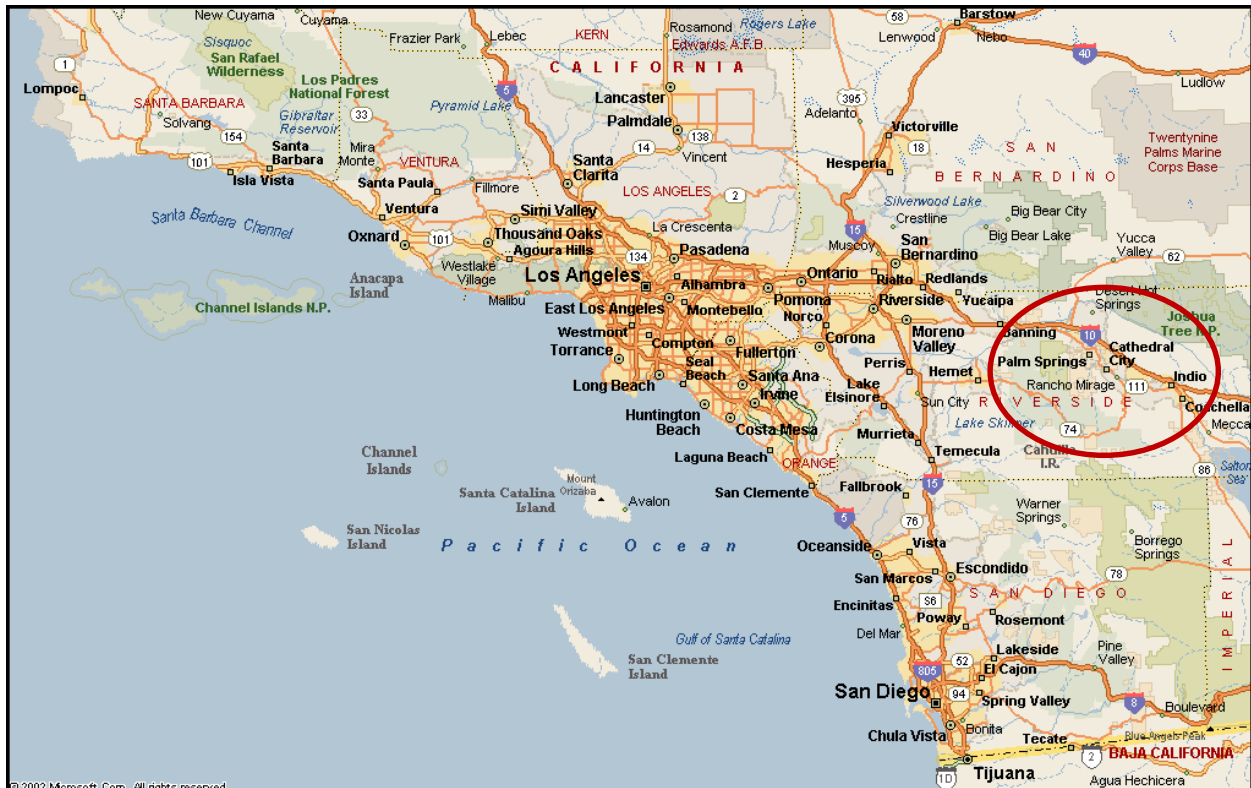 New Cuyama
Cuyama
Frazier Park
Lebec
KERN
Rosamond
Rogers Lake
Edwards A.F.B.
58
Barstow
Lenwood
Nebo
40
Ludlow
1
Lompoc
Sisquoc
San Rafael
Wilderness
Los Padres
National Forest
CALIFORNIA
5
Pyramid Lake
Lancaster
Palmdale
395
Adelanto
Victorville
18
Hesperia
SAN
BERNARDINO
Twentynine
Palms Marine
Corps Base
SANTA BARBARA
Solvang
154
Gibraltar
Reservoir
33
101
Santa
Barbara
Isla Vista
Mira
Monte
VENTURA
Santa Paula
Fillmore
Ventura
Santa
Clarita
14
138
Vincent
LOS ANGELES
2
Silverwood Lake
Crestline
Big Bear City
Big Bear Lake
Yucca
Valley
62
Santa Barbara Channel
Oxnard
101
Simi Valley
Thousand Oaks
Agoura Hills
Westlake
Village
Malibu
La Crescenta
134
Pasadena
Los Angeles
Alhambra
15
Muscoy
San
Bernardino
Ontario
Rialto
Redlands
Yucaipa
Desert Hot
Springs
Joshua
Tree N.P.
Anacapa
Island
Channel Islands N.P.
East Los Angeles
Montebello
Pomona
Norco
Riverside
Moreno
Valley
Banning
10
Westmont
Compton
Torrance
Seal
Beach
Fullerton
Corona
Perris
Hemet
Palm Springs
Cathedral
City
Rancho Mirage
111
Indio
Long Beach
Santa Ana
Irvine
Lake
Elsinore
Sun City
RIVERSIDE
Coachella
Huntington
Beach
Costa Mesa
Lake Skinner
74
Mecca
Murrieta
Laguna Beach
ORANGE
Temecula
Cahuilla
I.R.
86
Salton
Sea
Channel
Islands
Santa Catalina
Island
Mount
Orizaba
Avalon
San Clemente
Fallbrook
15
5
76
Warner
Springs
San Nicolas
Island
Pacific Ocean
Oceanside
Vista
Borrego
Springs
San Marcos
Escondido
78
IMPERIAL
Encinitas
S6
SAN DIEGO
Poway
Rosemont
Del Mar
Gulf of Santa Catalina
San Clemente
Island
Lakeside
52
El Cajon
Pine
Valley
805
San Diego
94
Spring Valley
8
Boulevard
Chula Vista
Bonita
Tecate
Blue Angels Peak
2
BAJA CALIFORNIA
1D
Tijuana
Agua Hechicera
© 2002 Microsoft Corp. All rights reserved.